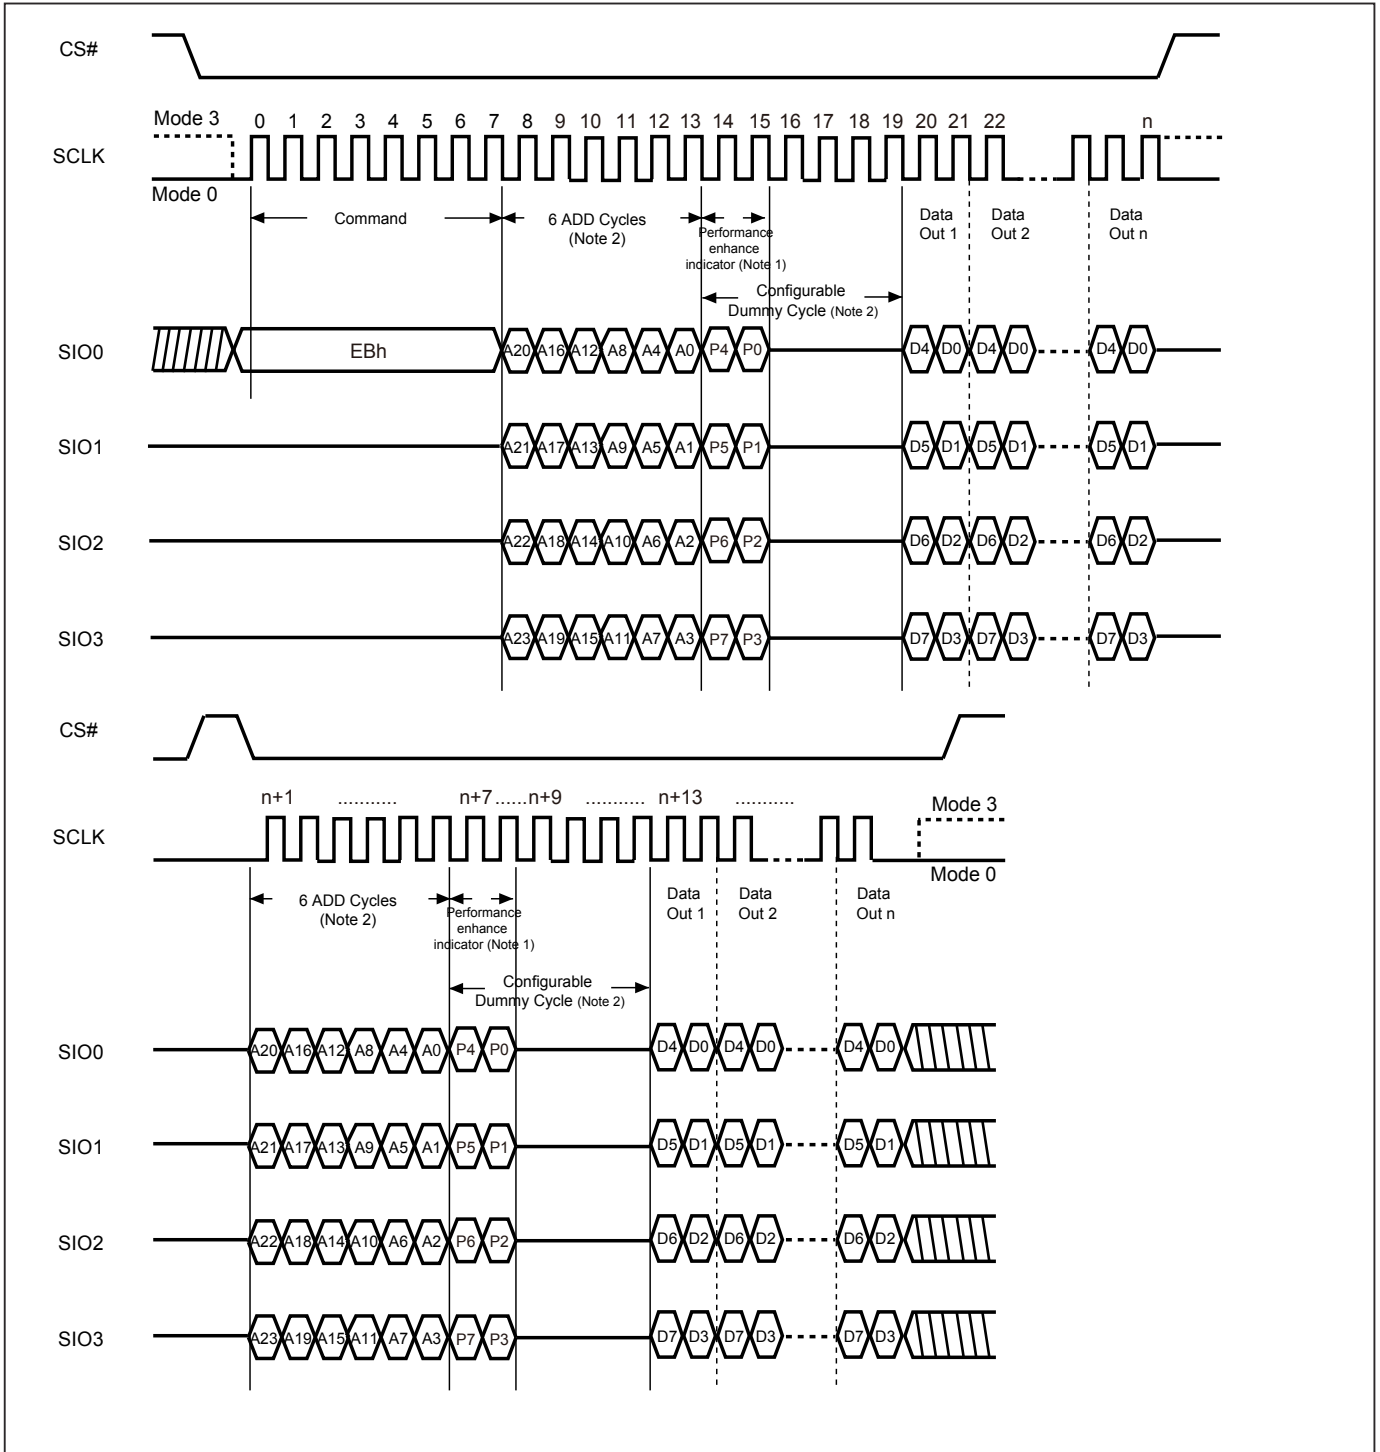 CS#
Mode 3
0 1 2 3 4 5 6 7 8 9 10 11 12 13 14 15 16 17 18 19 20 21 22 n
SCLK
Mode 0
Command
6 ADD Cycles
(Note 2)
Performance
enhance
indicator (Note 1)
Data
Out 1
Data
Out 2
Data
Out n
Configurable
Dummy Cycle (Note 2)
SIO0 EBh A20 A16 A12 A8 A4 A0 P4 P0 D4 D0 D4 D0 D4 D0
SIO1 A21 A17 A13 A9 A5 A1 P5 P1 D5 D1 D5 D1 D5 D1
SIO2 A22 A18 A14 A10 A6 A2 P6 P2 D6 D2 D6 D2 D6 D2
SIO3 A23 A19 A15 A11 A7 A3 P7 P3 D7 D3 D7 D3 D7 D3
CS#
n+1 ........... n+7 ......n+9 ........... n+13 ...........
Mode 3
SCLK
Mode 0
6 ADD Cycles
(Note 2)
Performance
enhance
indicator (Note 1)
Data
Out 1
Data
Out 2
Data
Out n
Configurable
Dummy Cycle (Note 2)
SIO0 A20 A16 A12 A8 A4 A0 P4 P0 D4 D0 D4 D0 D4 D0
SIO1 A21 A17 A13 A9 A5 A1 P5 P1 D5 D1 D5 D1 D5 D1
SIO2 A22 A18 A14 A10 A6 A2 P6 P2 D6 D2 D6 D2 D6 D2
SIO3 A23 A19 A15 A11 A7 A3 P7 P3 D7 D3 D7 D3 D7 D3